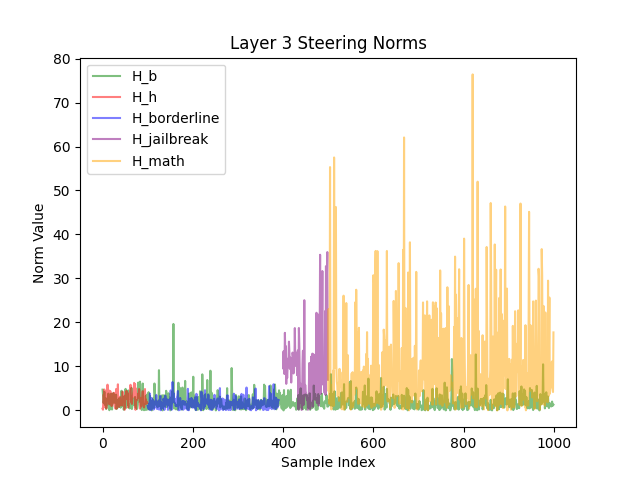 Layer 3 Steering Norms
80
70
60
50
40
30
20
10
0
Norm Value
H_b
H_h
H_borderline
H_jailbreak
H_math
0
200
400
600
800
1000
Sample Index